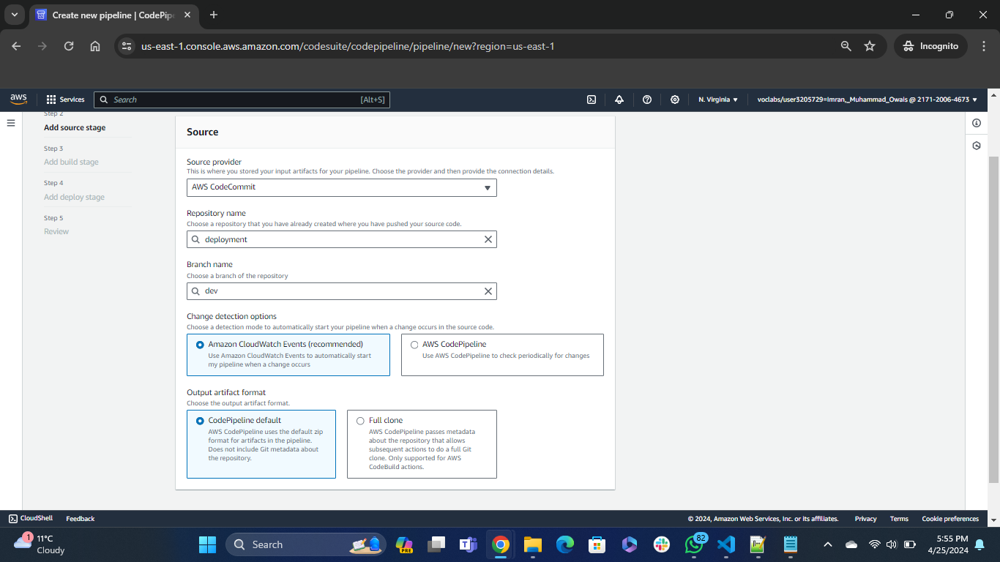 Create new pipeline | CodePipe
us-east-1.console.aws.amazon.com/codesuite/codepipeline/pipeline/new?region=us-east-1
Incognito
aws
Services
Search
[Alt+S]
N. Virginia
voclabs/user3205729=Imran,_Muhammad_Owais @ 2171-2006-4673
Step 2
Add source stage
Step 3
Add build stage
Step 4
Add deploy stage
Step 5
Review
Source
Source provider
This is where you stored your input artifacts for your pipeline. Choose the provider and then provide the connection details.
AWS CodeCommit
Repository name
Choose a repository that you have already created where you have pushed your source code.
deployment
Branch name
Choose a branch of the repository
dev
Change detection options
Choose a detection mode to automatically start your pipeline when a change occurs in the source code.
Amazon CloudWatch Events (recommended)
Use Amazon CloudWatch Events to automatically start
my pipeline when a change occurs
AWS CodePipeline
Use AWS CodePipeline to check periodically for changes
Output artifact format
Choose the output artifact format.
CodePipeline default
AWS CodePipeline uses the default zip
format for artifacts in the pipeline.
Does not include Git metadata about
the repository.
Full clone
AWS CodePipeline passes metadata
about the repository that allows
subsequent actions to do a full Git
clone. Only supported for AWS
CodeBuild actions.
CloudShell
Feedback
© 2024, Amazon Web Services, Inc. or its affiliates.
Privacy
Terms
Cookie preferences
1
11°C
Cloudy
Search
PRE
82
5:55 PM
4/25/2024